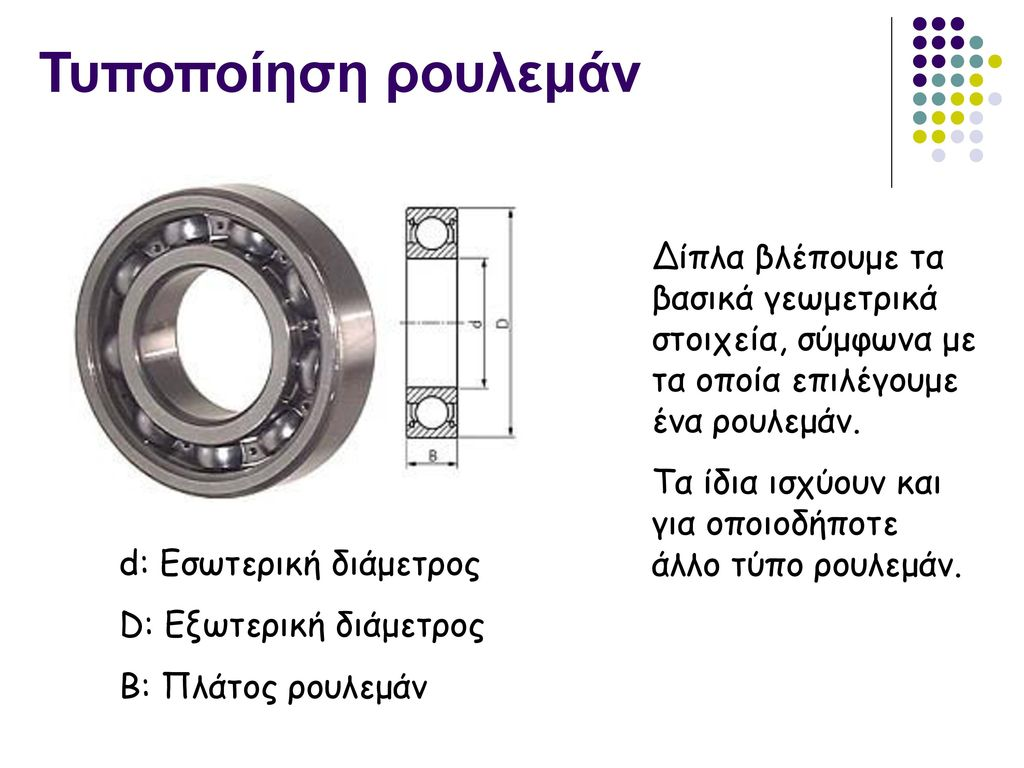 Τυποποίηση ρουλεμάν
d
D
B
Δίπλα βλέπουμε τα
βασικά γεωμετρικά
στοιχεία, σύμφωνα με
τα οποία επιλέγουμε
ένα ρουλεμάν.
Τα ίδια ισχύουν και
για οποιοδήποτε
άλλο τύπο ρουλεμάν.
d: Εσωτερική διάμετρος
D: Εξωτερική διάμετρος
B: Πλάτος ρουλεμάν